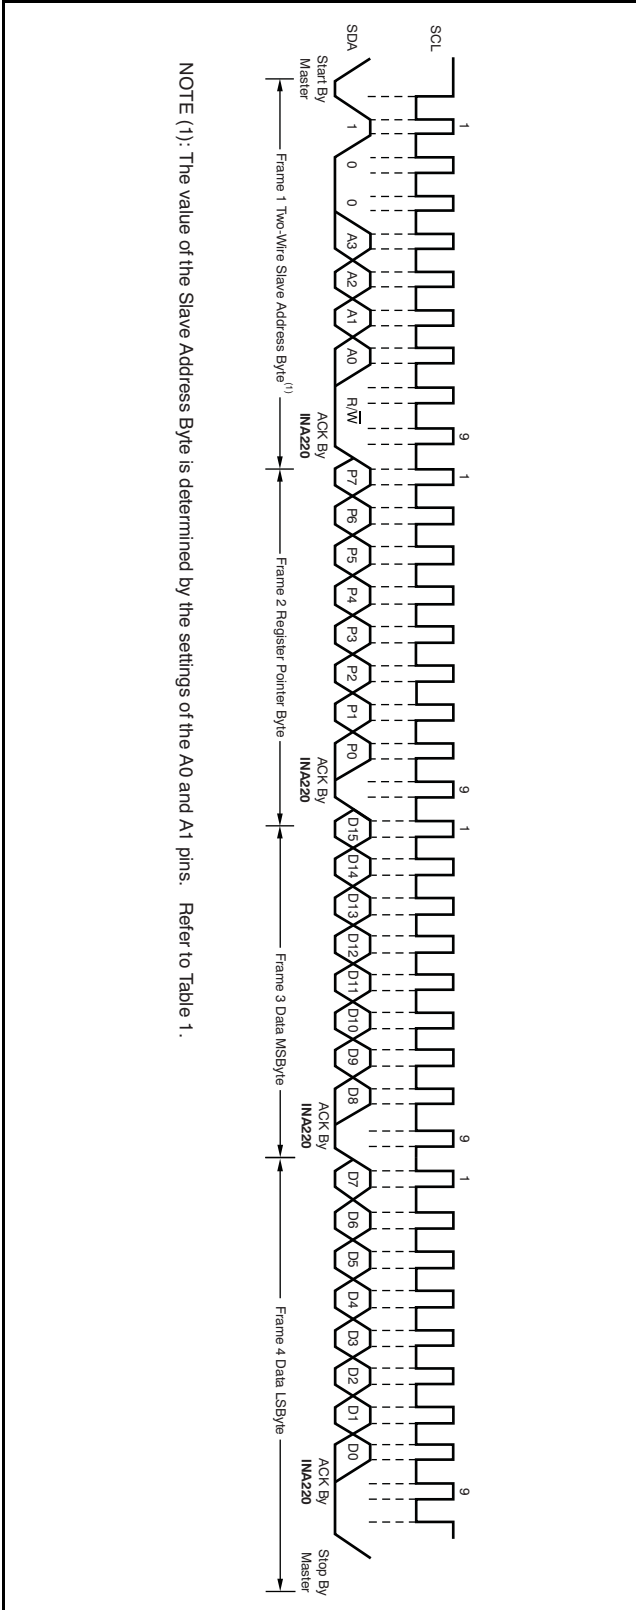 SCL
1
9
1
9
1
9
1
9
SDA
1
0
0
A3
A2
A1
A0
R/W
P7
P6
P5
P4
P3
P2
P1
P0
D15
D14
D13
D12
D11
D10
D9
D8
D7
D6
D5
D4
D3
D2
D1
D0
Start By
Master
ACK By
INA220
ACK By
INA220
ACK By
INA220
ACK By
INA220
Stop By
Master
Frame 1 Two-Wire Slave Address Byte(1)
Frame 2 Register Pointer Byte
Frame 3 Data MSByte
Frame 4 Data LSByte
NOTE (1): The value of the Slave Address Byte is determined by the settings of the A0 and A1 pins. Refer to Table 1.